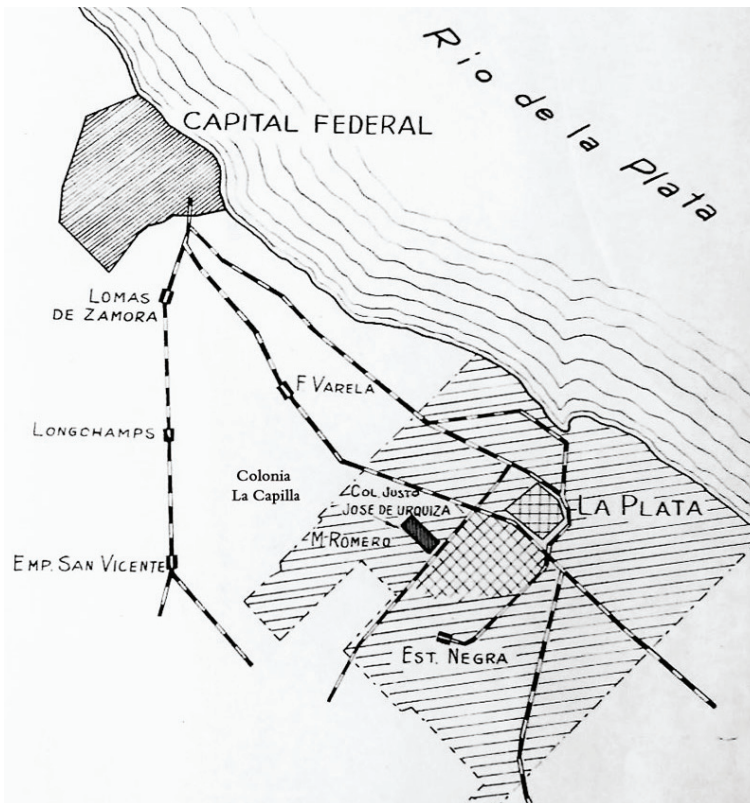 Rio de la Plata
CAPITAL FEDERAL
LOMAS
DE ZAMORA
F VARELA
LONGCHAMPS
Colonia
La Capilla
COL. JUSTO
JOSE DE URQUIZA
LA PLATA
M. ROMERO
EMP. SAN VICENTE
EST. NEGRA